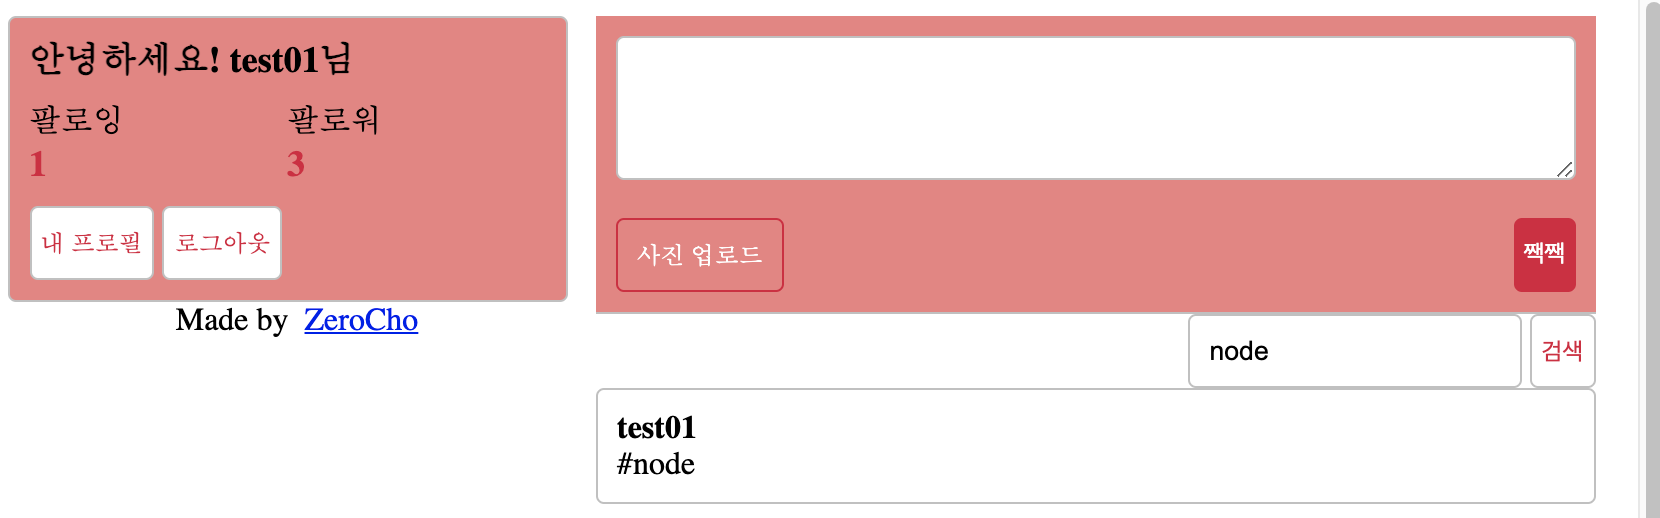 안녕하세요! test01님
팔로잉
1
팔로워
3
내 프로필
로그아웃
Made by ZeroCho
사진 업로드
짹짹
node
검색
test01
#node